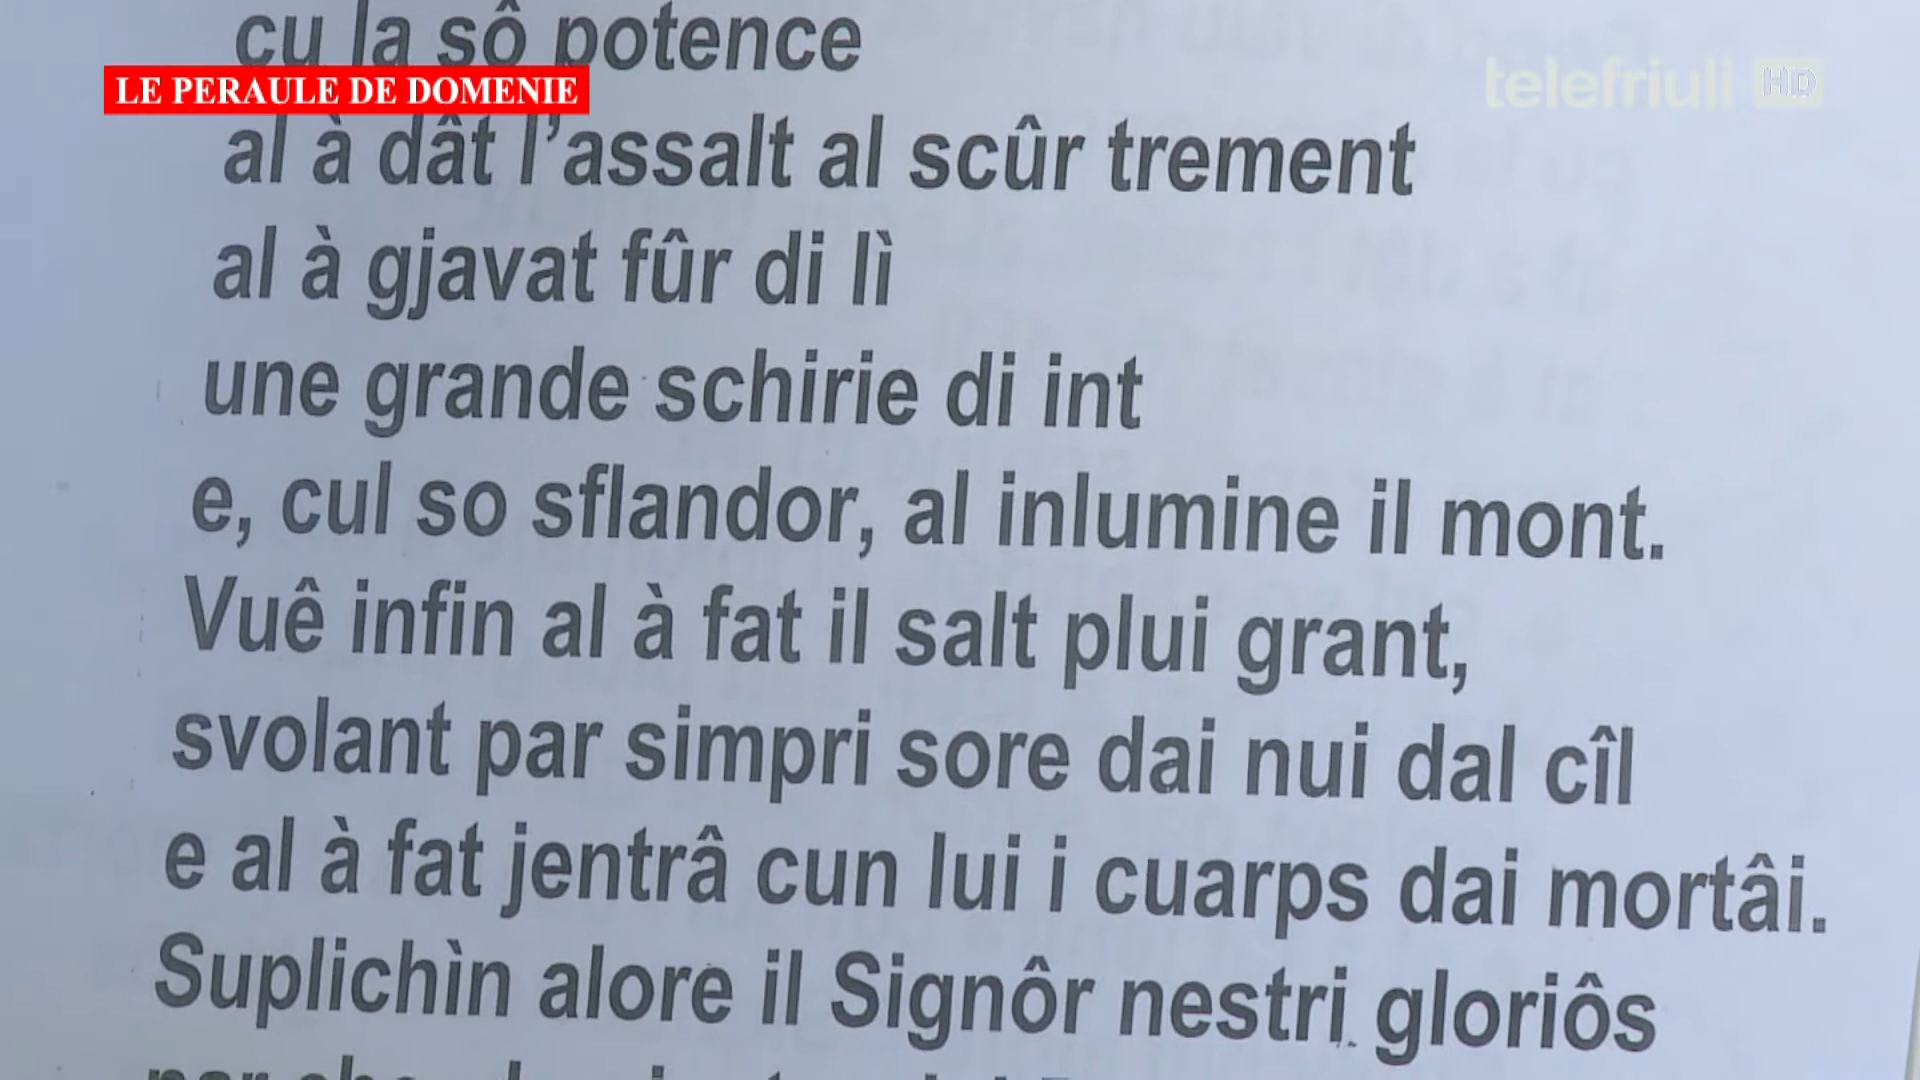 cu la sô potence
LE PERAULE DE DOMENIE
telefriuli HD
al à dât l’assalt al scûr trement
al à gjavat fûr di lì
une grande schirie di int
e, cul so sflandor, al inlumine il mont.
Vuê infin al à fat il salt plui grant,
svolant par simpri sore dai nui dal cîl
e al à fat jentrâ cun lui i cuarps dai mortâi.
Suplichìn alore il Signôr nestri gloriôs